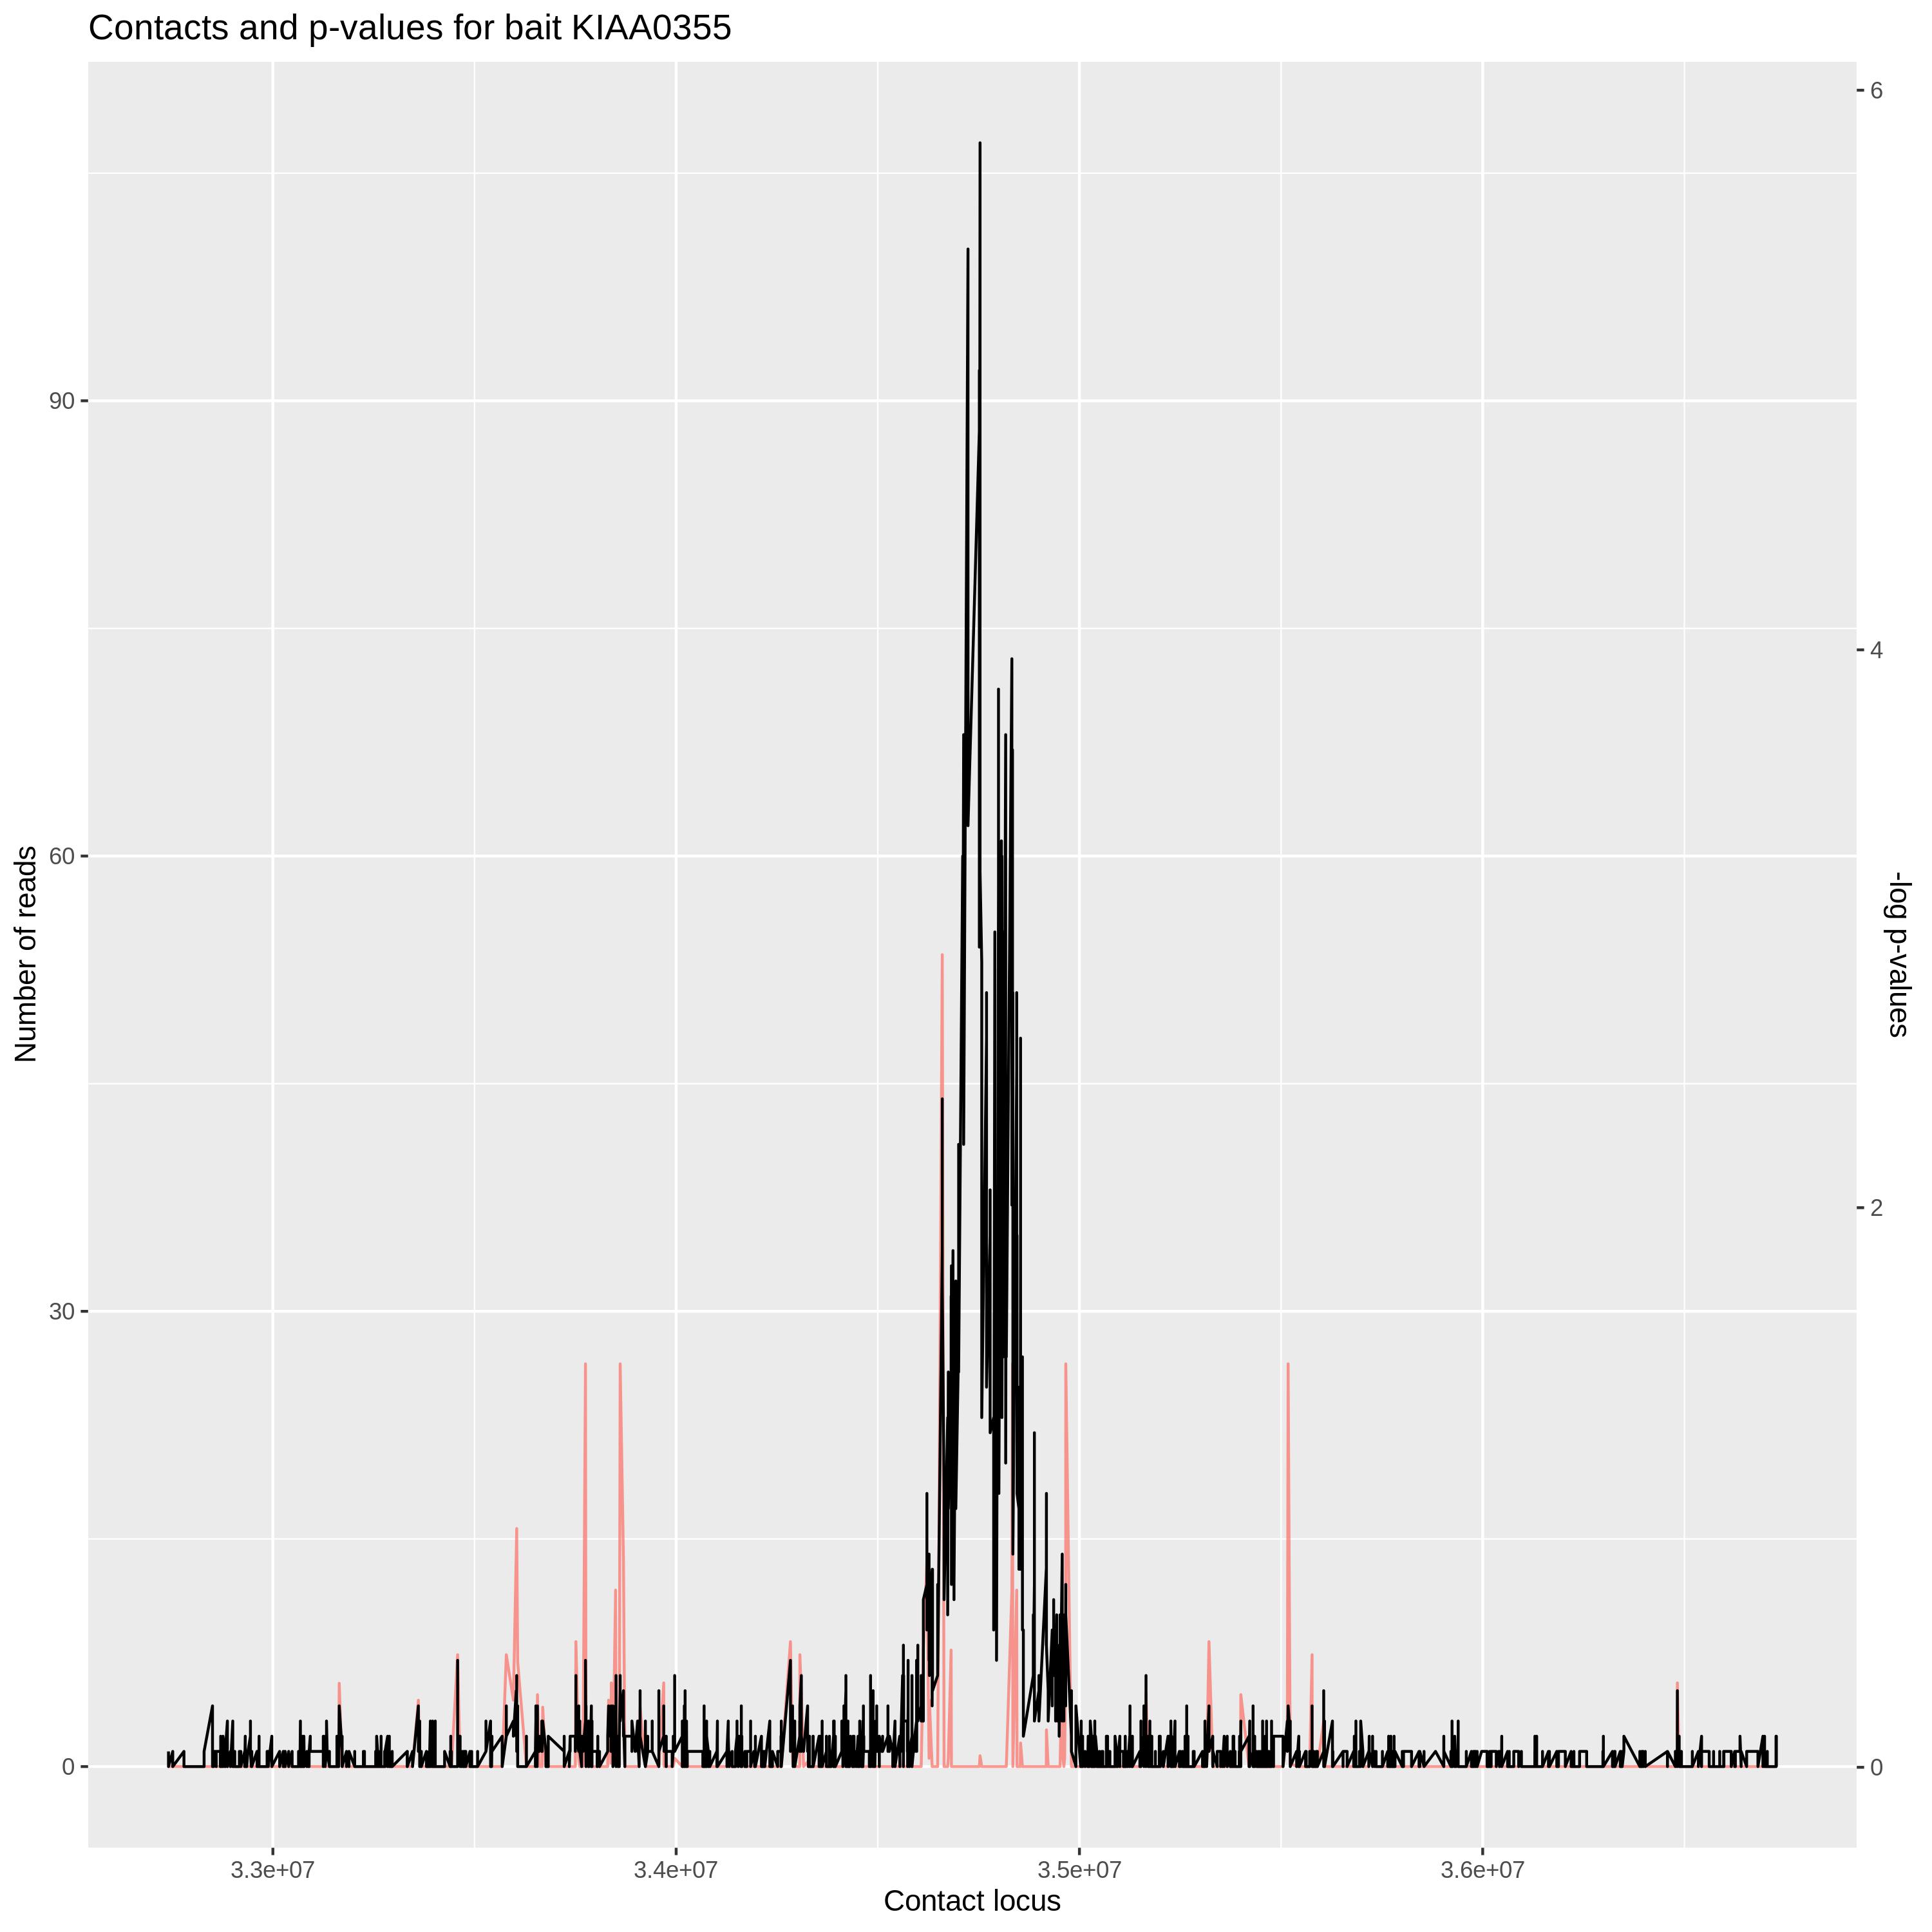 Contacts and p-values for bait KIAA0355
Number of reads
90
60
30
0
6
4
2
0
-log p-values
3.3e+07
3.4e+07
3.5e+07
3.6e+07
Contact locus